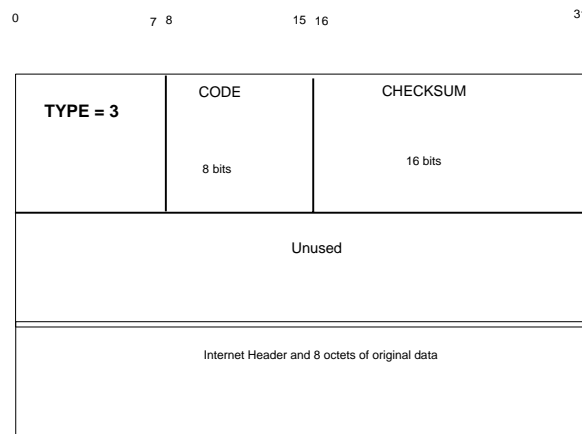 0 7 8 15 16 31
TYPE = 3 CODE CHECKSUM
8 bits 16 bits
Unused
Internet Header and 8 octets of original data